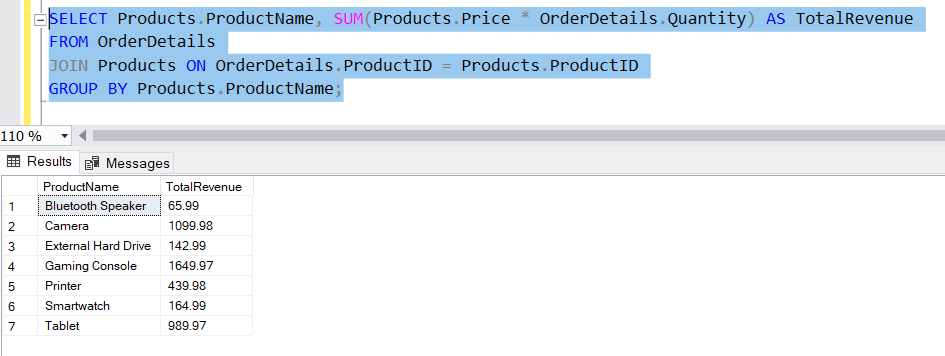 SELECT Products.ProductName, SUM(Products.Price * OrderDetails.Quantity) AS TotalRevenue
FROM OrderDetails
JOIN Products ON OrderDetails.ProductID = Products.ProductID
GROUP BY Products.ProductName;
110 %
Results Messages
ProductName TotalRevenue
1 Bluetooth Speaker 65.99
2 Camera 1099.98
3 External Hard Drive 142.99
4 Gaming Console 1649.97
5 Printer 439.98
6 Smartwatch 164.99
7 Tablet 989.97